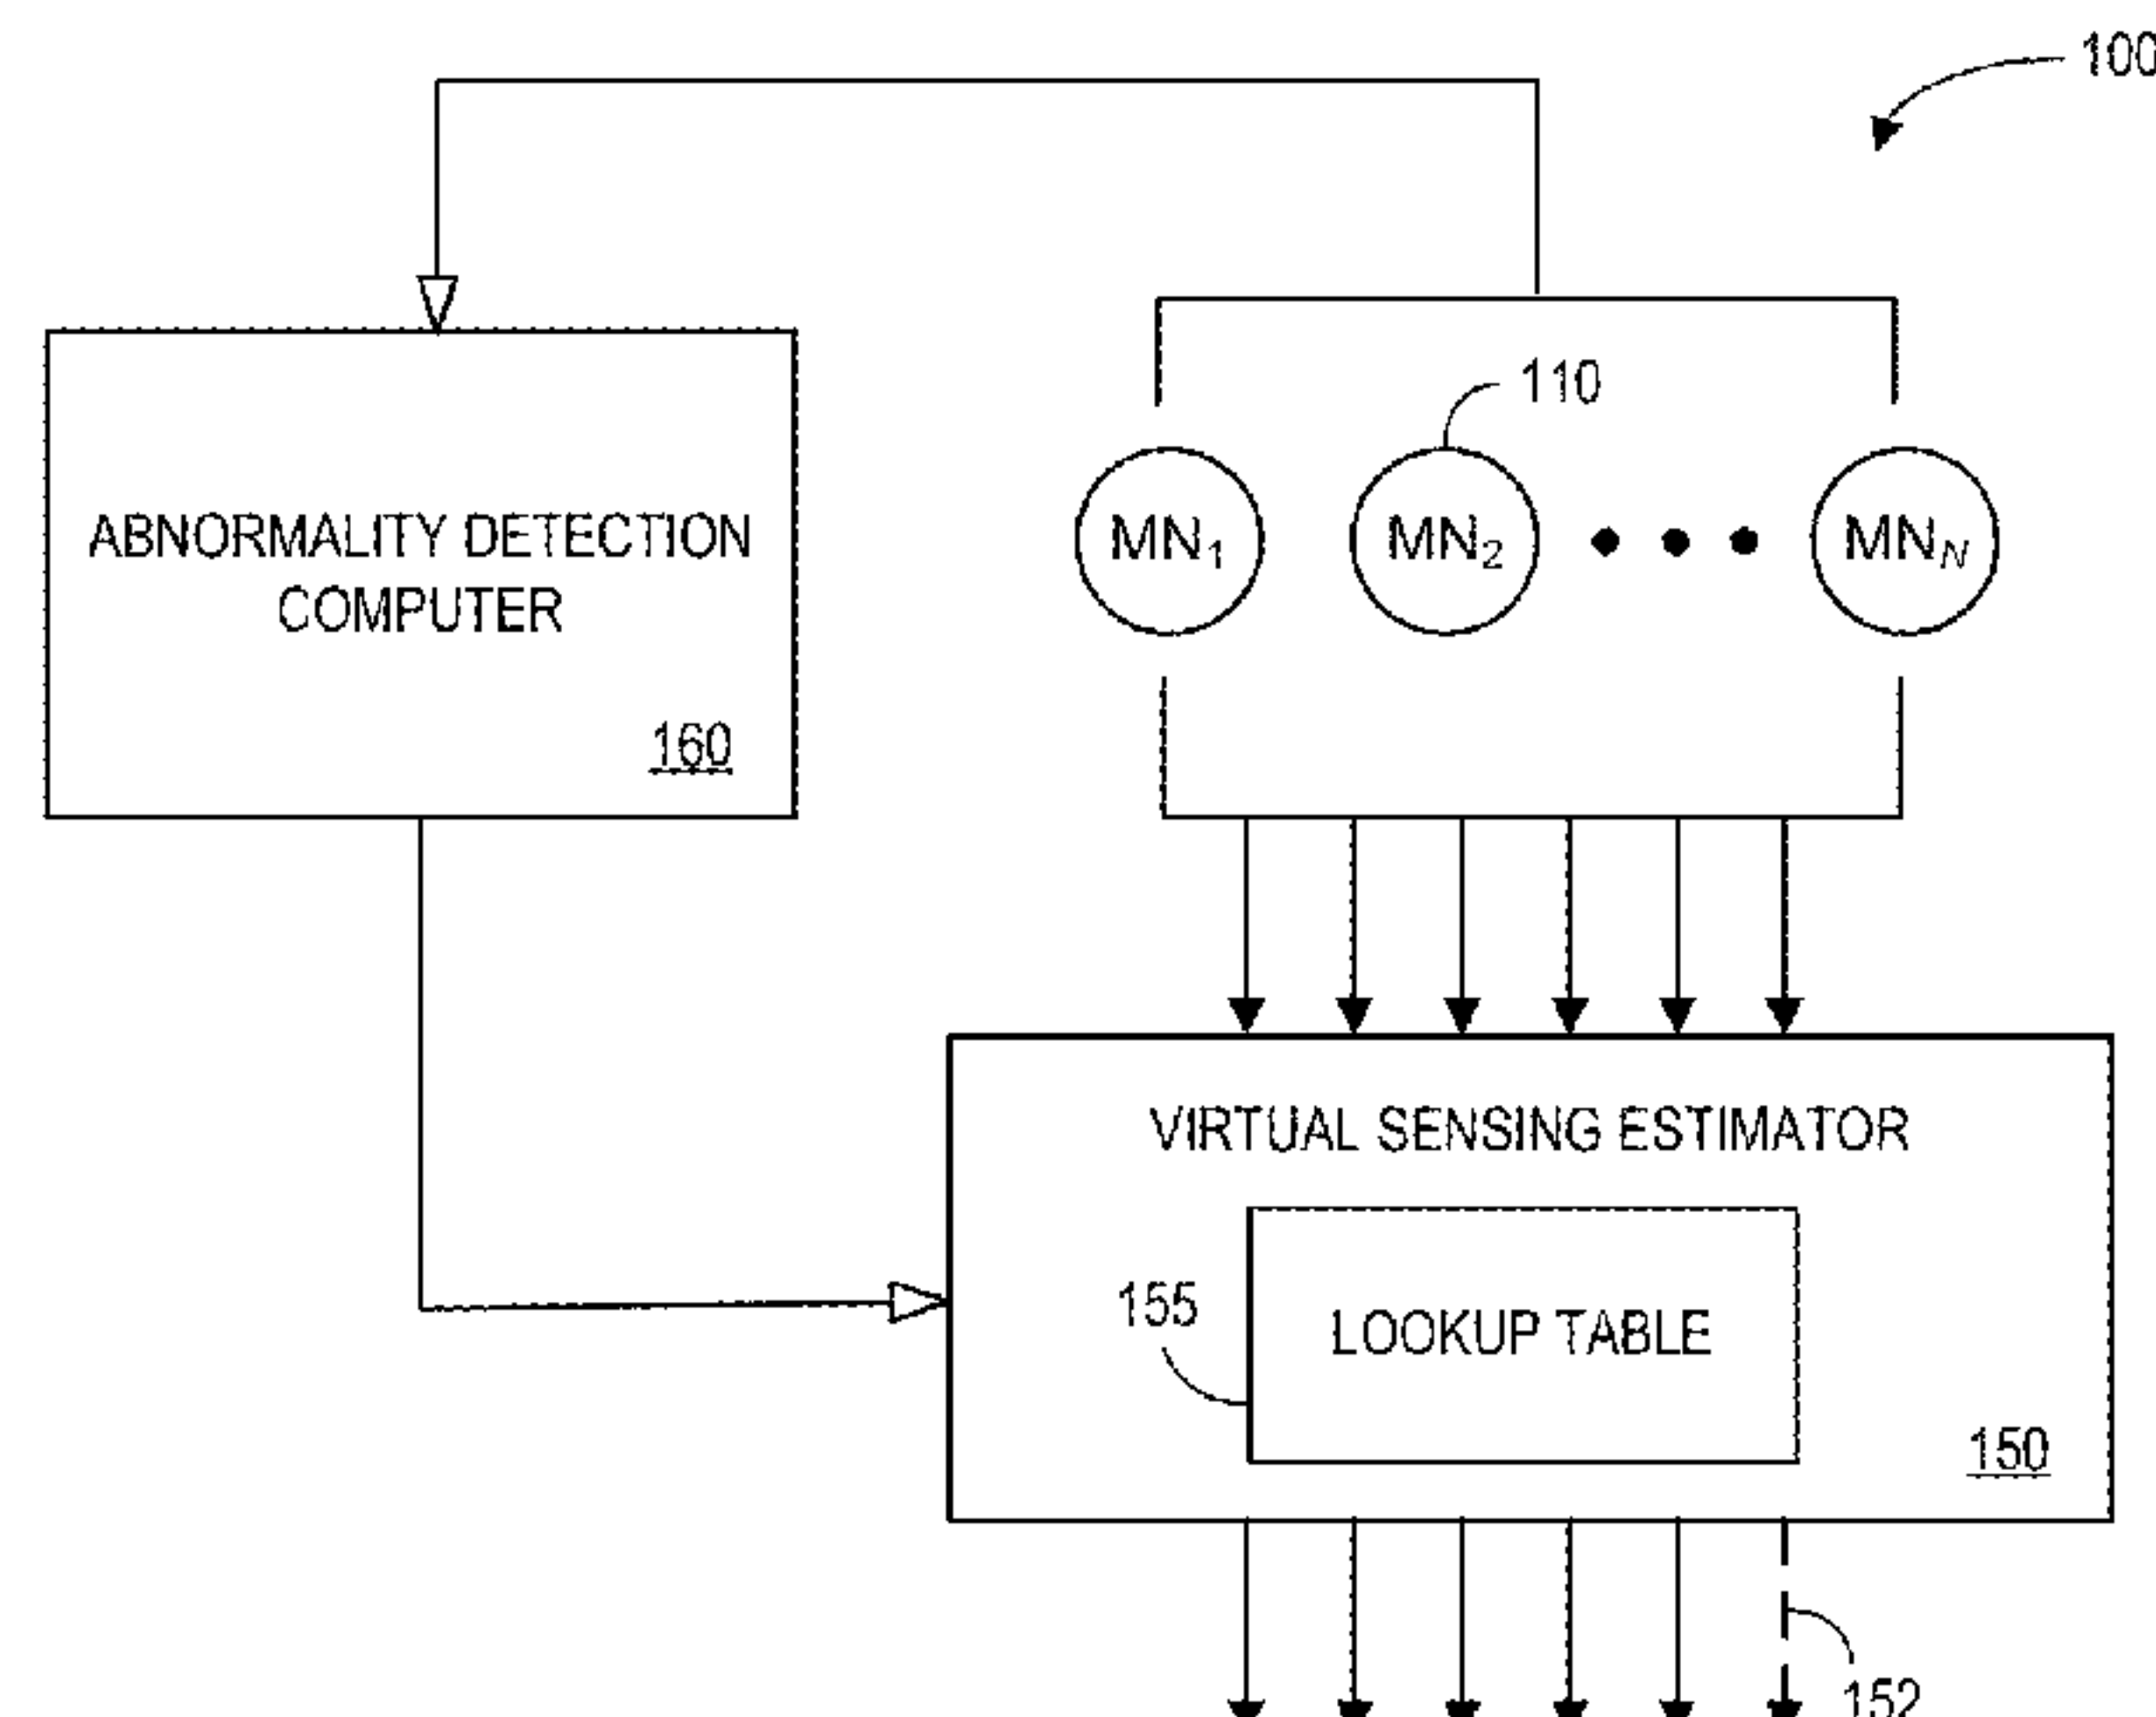 100
110
MN1 MN2 MNN
ABNORMALITY DETECTION
COMPUTER
160
VIRTUAL SENSING ESTIMATOR
155
LOOKUP TABLE
150
152